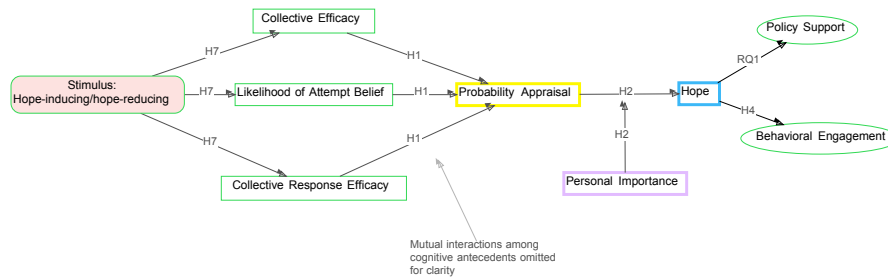 Collective Efficacy
Policy Support
H7
H1
RQ1
Stimulus:
Hope-inducing/hope-reducing
H7
Likelihood of Attempt Belief
H1
Probability Appraisal
H2
Hope
H4
H7
H1
H2
Behavioral Engagement
Collective Response Efficacy
Personal Importance
Mutual interactions among
cognitive antecedents omitted
for clarity